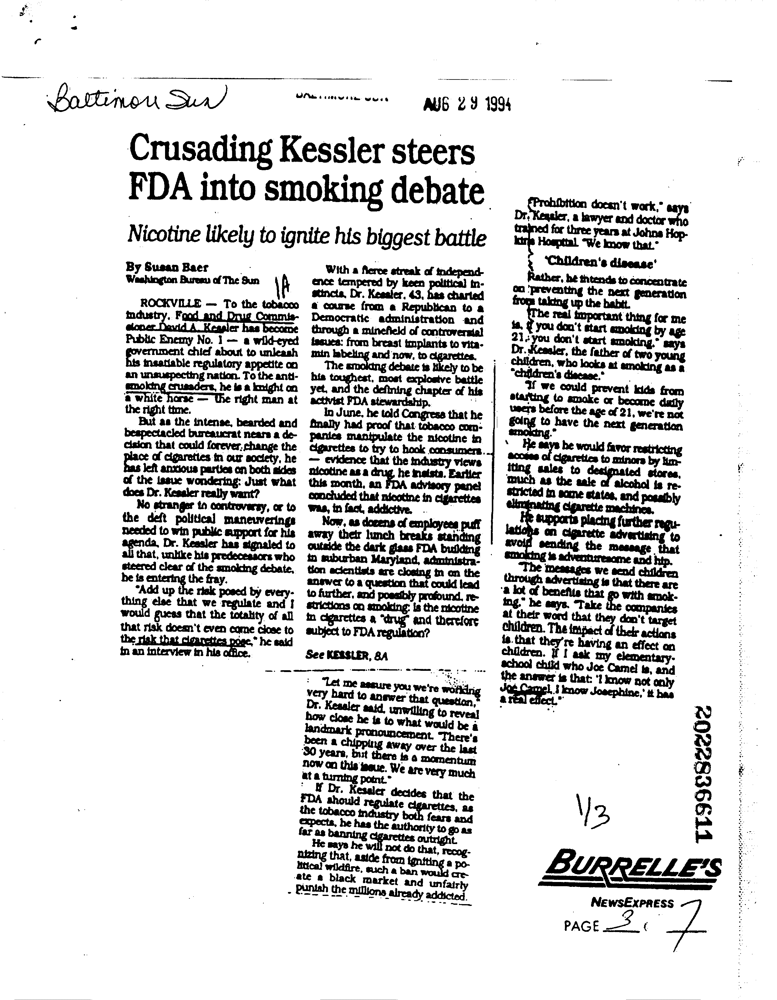 Baltimore Sun
BALTIMORE SUN
AUG 29 1994
Crusading Kessler steers
FDA into smoking debate
Nicotine likely to ignite his biggest battle
By Susan Baer
Washington Bureau of The Sun
1A
ROCKVILLE — To the tobacco
industry, Food and Drug Commis-
sioner David A. Kessler has become
Public Enemy No. 1 — a wild-eyed
government chief about to unleash
his insatiable regulatory appetite on
an unsuspecting nation. To the anti-
smoking crusaders, he is a knight on
a white horse — the right man at
the right time.
But as the intense, bearded and
bespectacled bureaucrat nears a de-
cision that could forever change the
place of cigarettes in our society, he
has left anxious parties on both sides
of the issue wondering: Just what
does Dr. Kessler really want?
No stranger to controversy, or to
the deft political maneuverings
needed to win public support for his
agenda, Dr. Kessler has signaled to
all that, unlike his predecessors who
steered clear of the smoking debate,
he is entering the fray.
"Add up the risk posed by every-
thing else that we regulate and I
would guess that the totality of all
that risk doesn't even come close to
the risk that cigarettes pose," he said
in an interview in his office.
With a fierce streak of independ-
ence tempered by keen political in-
stincts, Dr. Kessler, 43, has charted
a course from a Republican to a
Democratic administration and
through a minefield of controversial
issues: from breast implants to vita-
min labeling and now, to cigarettes.
The smoking debate is likely to be
his toughest, most explosive battle
yet, and the defining chapter of his
activist FDA stewardship.
In June, he told Congress that he
finally had proof that tobacco com-
panies manipulate the nicotine in
cigarettes to try to hook consumers
— evidence that the industry views
nicotine as a drug, he insists. Earlier
this month, an FDA advisory panel
concluded that nicotine in cigarettes
was, in fact, addictive.
Now, as dozens of employees puff
away their lunch breaks standing
outside the dark glass FDA building
in suburban Maryland, administra-
tion scientists are closing in on the
answer to a question that could lead
to further, and possibly profound, re-
strictions on smoking: Is the nicotine
in cigarettes a "drug" and therefore
subject to FDA regulation?
See KESSLER, 8A
"Let me assure you we're working
very hard to answer that question,"
Dr. Kessler said, unwilling to reveal
how close he is to what would be a
landmark pronouncement. "There's
been a chipping away over the last
30 years, but there is a momentum
now on this issue. We are very much
at a turning point."
If Dr. Kessler decides that the
FDA should regulate cigarettes, as
the tobacco industry both fears and
expects, he has the authority to go as
far as banning cigarettes outright.
He says he will not do that, recog-
nizing that, aside from igniting a po-
litical wildfire, such a ban would cre-
ate a black market and unfairly
punish the millions already addicted.
"Prohibition doesn't work," says
Dr. Kessler, a lawyer and doctor who
trained for three years at Johns Hop-
kins Hospital. "We know that."
'Children's disease'
Rather, he intends to concentrate
on preventing the next generation
from taking up the habit.
"The real important thing for me
is, if you don't start smoking by age
21, you don't start smoking," says
Dr. Kessler, the father of two young
children, who looks at smoking as a
"children's disease."
"If we could prevent kids from
starting to smoke or become daily
users before the age of 21, we're not
going to have the next generation
smoking."
He says he would favor restricting
access of cigarettes to minors by lim-
iting sales to designated stores,
much as the sale of alcohol is re-
stricted in some states, and possibly
eliminating cigarette machines.
He supports placing further regu-
lations on cigarette advertising to
avoid sending the message that
smoking is adventuresome and hip.
"The messages we send children
through advertising is that there are
a lot of benefits that go with smok-
ing," he says. "Take the companies
at their word that they don't target
children. The impact of their actions
is that they're having an effect on
children. If I ask my elementary-
school child who Joe Camel is, and
the answer is that: 'I know not only
Joe Camel, I know Josephine,' it has
a real effect."
2022836611
1/3
BURRELLE'S
NEWSEXPRESS
PAGE 3. 7